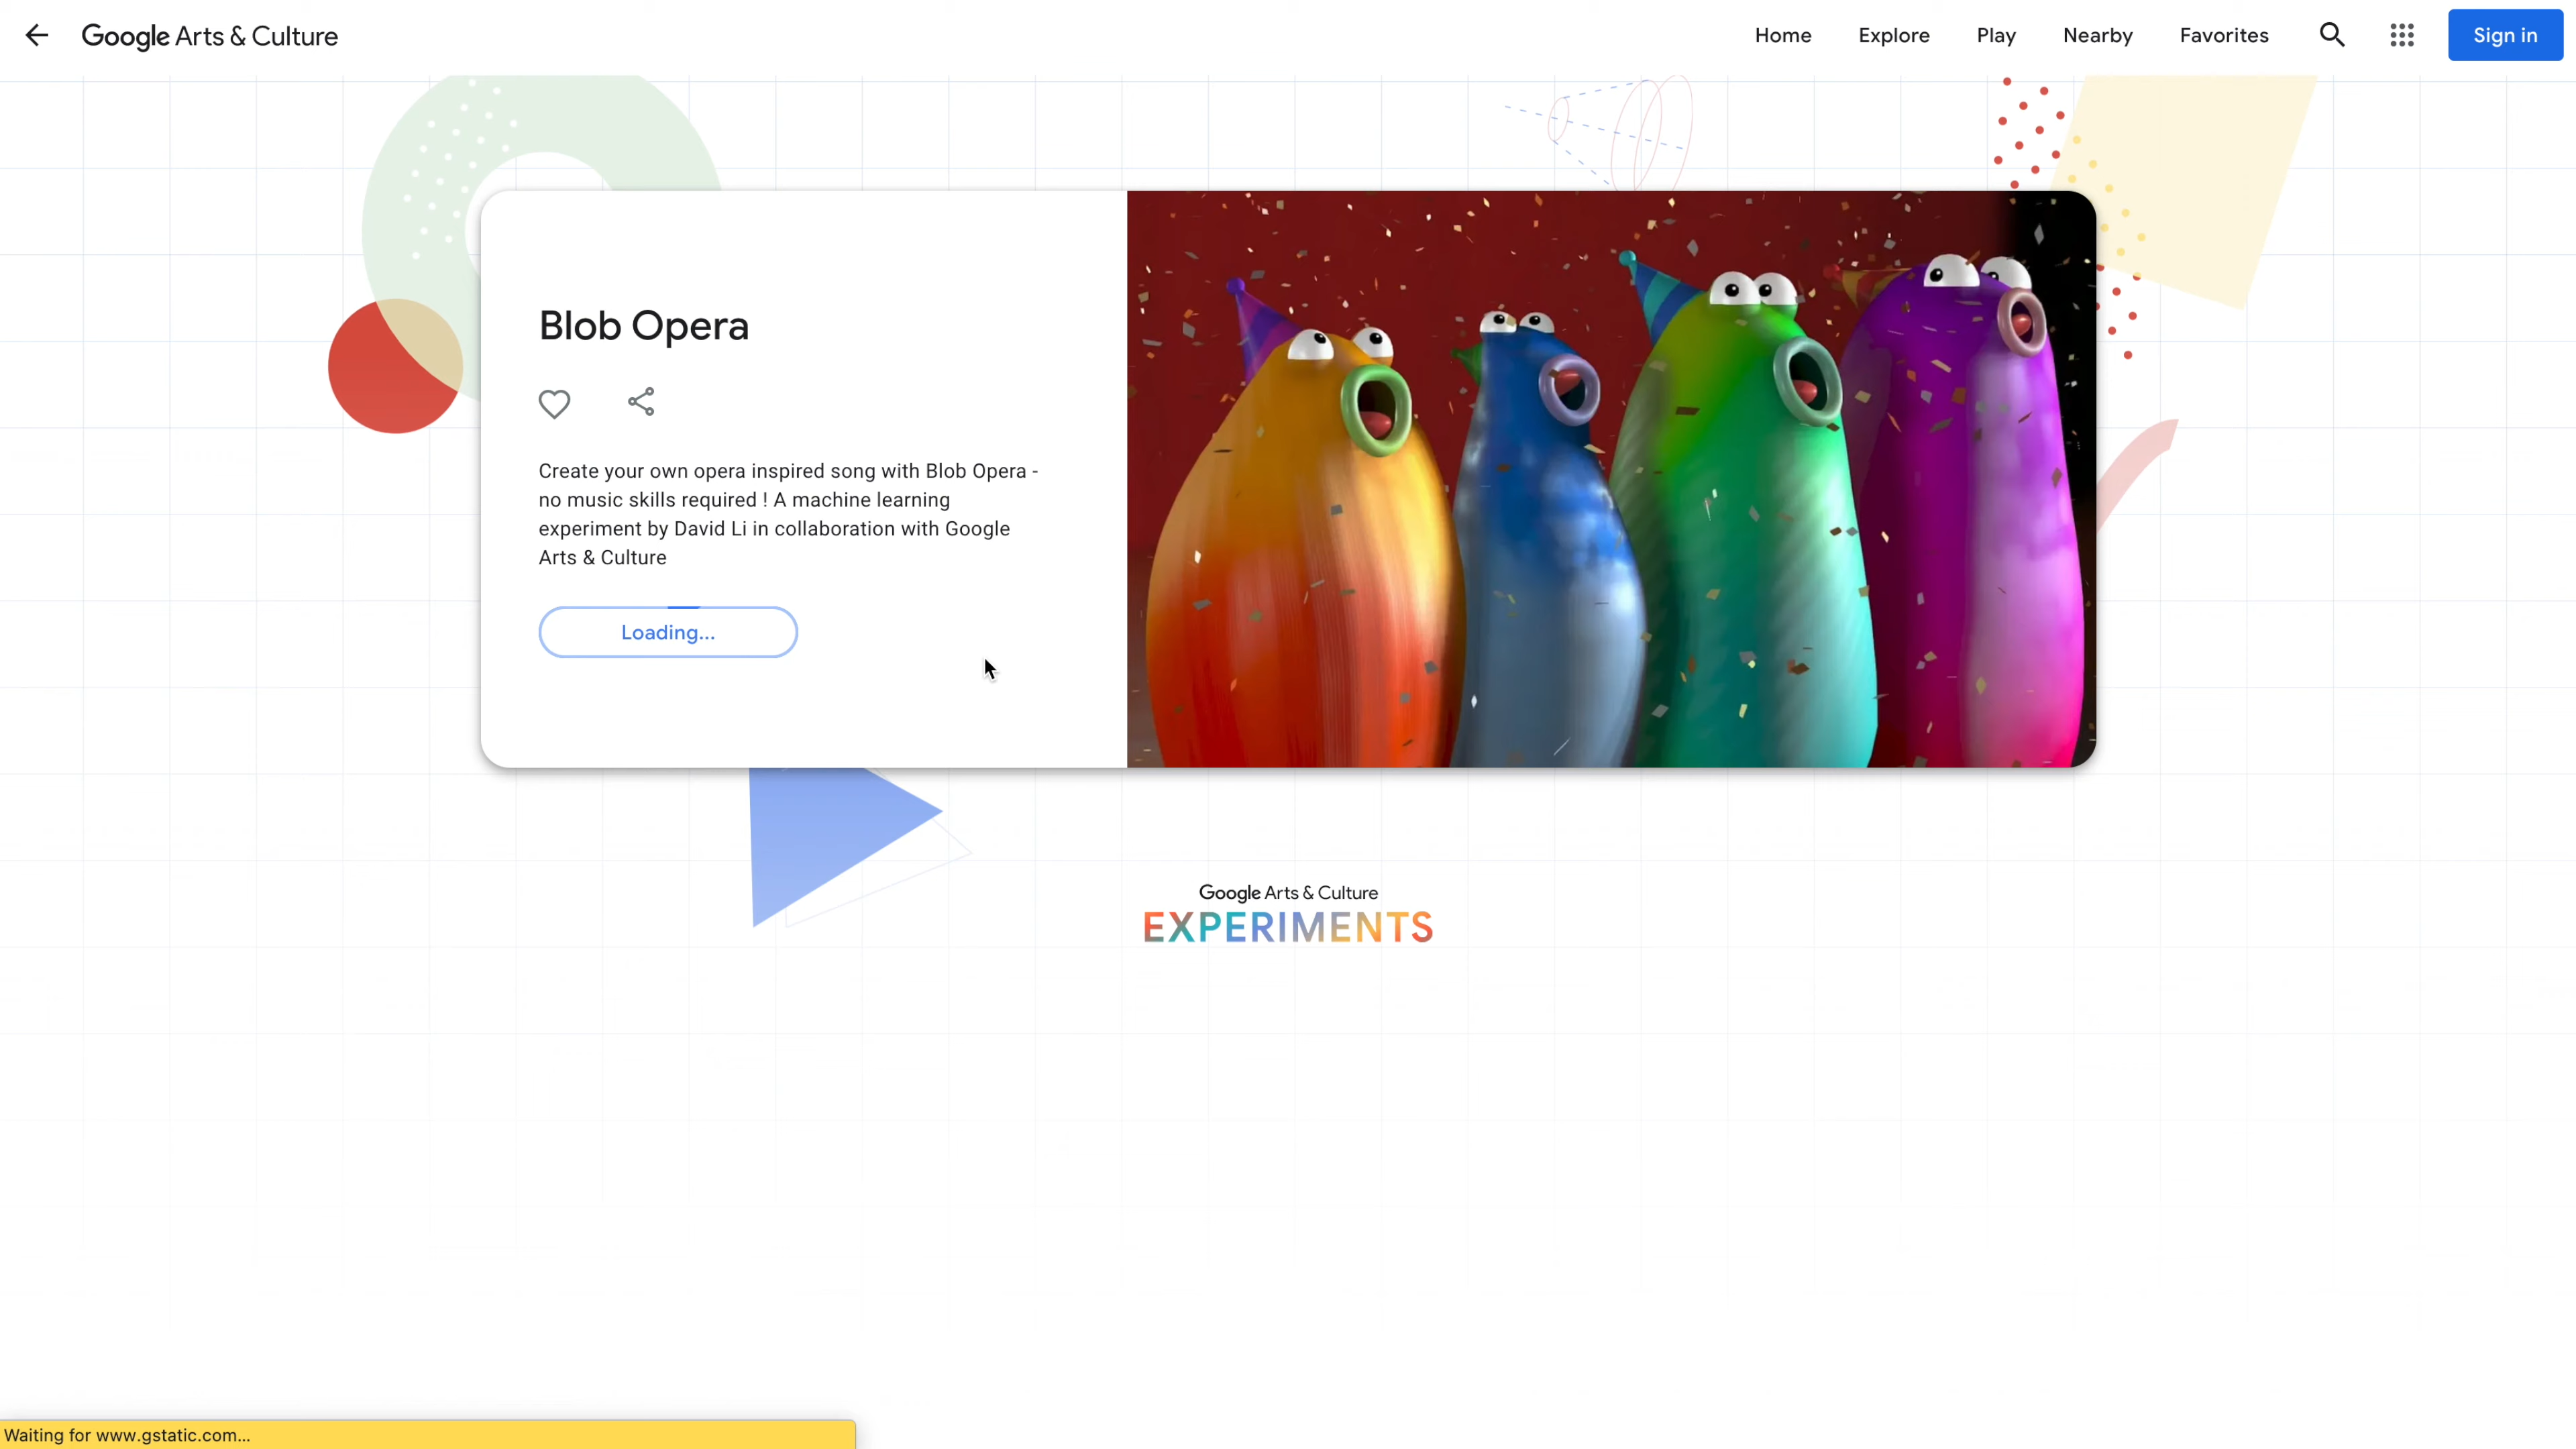 Google Arts & Culture
Home
Explore
Play
Nearby
Favorites
Sign in
Blob Opera
Create your own opera inspired song with Blob Opera -
no music skills required ! A machine learning
experiment by David Li in collaboration with Google
Arts & Culture
Loading...
Google Arts & Culture
EXPERIMENTS
Waiting for www.gstatic.com...